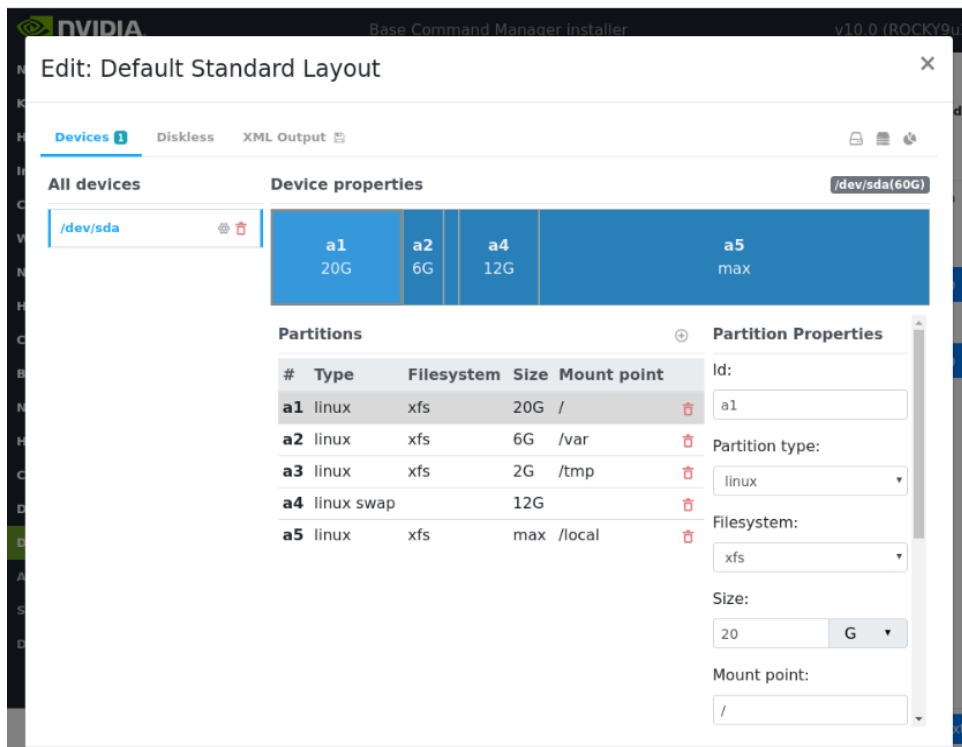 NVIDIA. Base Command Manager installer v10.0 (ROCKY9u
Edit: Default Standard Layout ×
Devices 1 Diskless XML Output
All devices
/dev/sda
Device properties /dev/sda(60G)
a1 a2 a4 a5
20G 6G 12G max
Partitions
# Type Filesystem Size Mount point
a1 linux xfs 20G /
a2 linux xfs 6G /var
a3 linux xfs 2G /tmp
a4 linux swap 12G
a5 linux xfs max /local
Partition Properties
Id:
a1
Partition type:
linux
Filesystem:
xfs
Size:
20 G
Mount point:
/